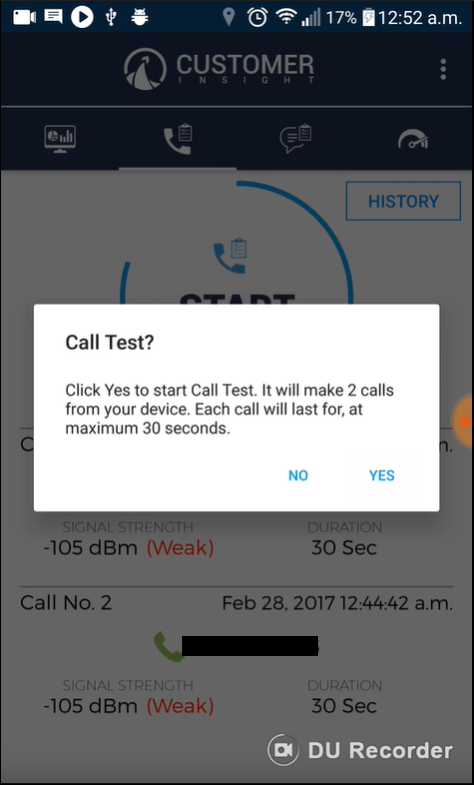 17% 12:52 a.m.
CUSTOMER
INSIGHT
HISTORY
START
Call Test?
Click Yes to start Call Test. It will make 2 calls
from your device. Each call will last for, at
maximum 30 seconds.
NO YES
SIGNAL STRENGTH DURATION
-105 dBm (Weak) 30 Sec
Call No. 2 Feb 28, 2017 12:44:42 a.m.
SIGNAL STRENGTH DURATION
-105 dBm (Weak) 30 Sec
DU Recorder